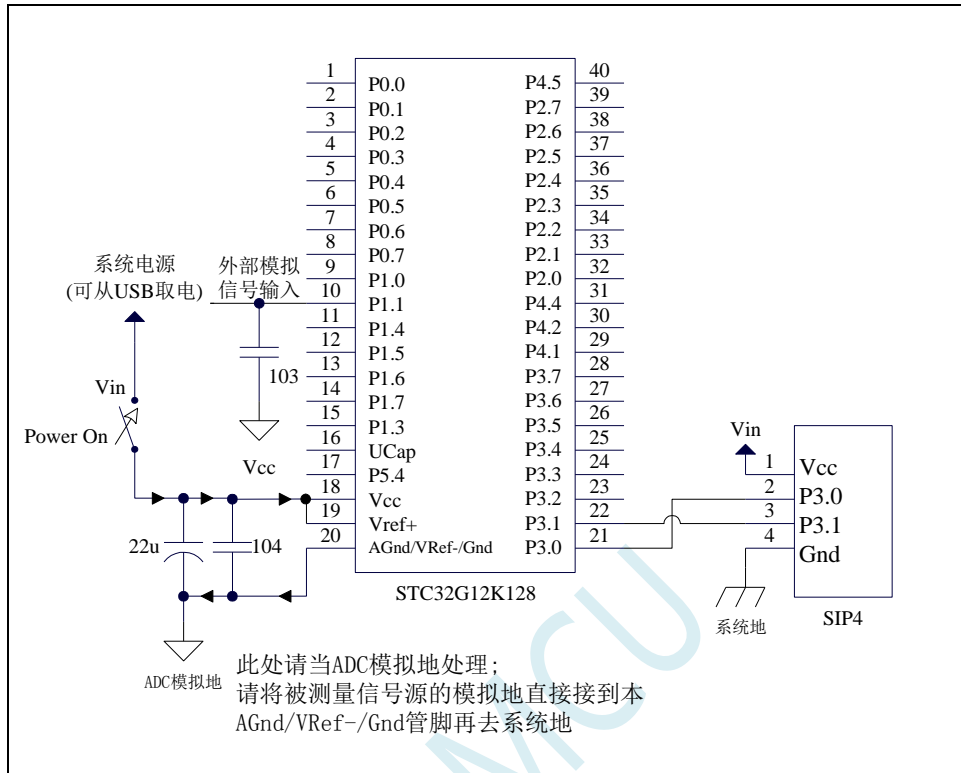 1 P0.0 P4.5 40
2 P0.1 P2.7 39
3 P0.2 P2.6 38
4 P0.3 P2.5 37
5 P0.4 P2.4 36
6 P0.5 P2.3 35
7 P0.6 P2.2 34
8 P0.7 P2.1 33
9 P1.0 P2.0 32
10 P1.1 P4.4 31
11 P1.4 P4.2 30
12 P1.5 P4.1 29
13 P1.6 P3.7 28
14 P1.7 P3.6 27
15 P1.3 P3.5 26
16 UCap P3.4 25
17 P5.4 P3.3 24
18 Vcc P3.2 23
19 Vref+ P3.1 22
20 AGnd/VRef-/Gnd P3.0 21
STC32G12K128
系统电源
(可从USB取电)
外部模拟
信号输入
103
Vin
Power On
Vcc
22u
104
ADC模拟地
Vin
1 Vcc
2 P3.0
3 P3.1
4 Gnd
系统地
SIP4
此处请当ADC模拟地处理;
请将被测量信号源的模拟地直接接到本
AGnd/VRef-/Gnd管脚再去系统地
MCU